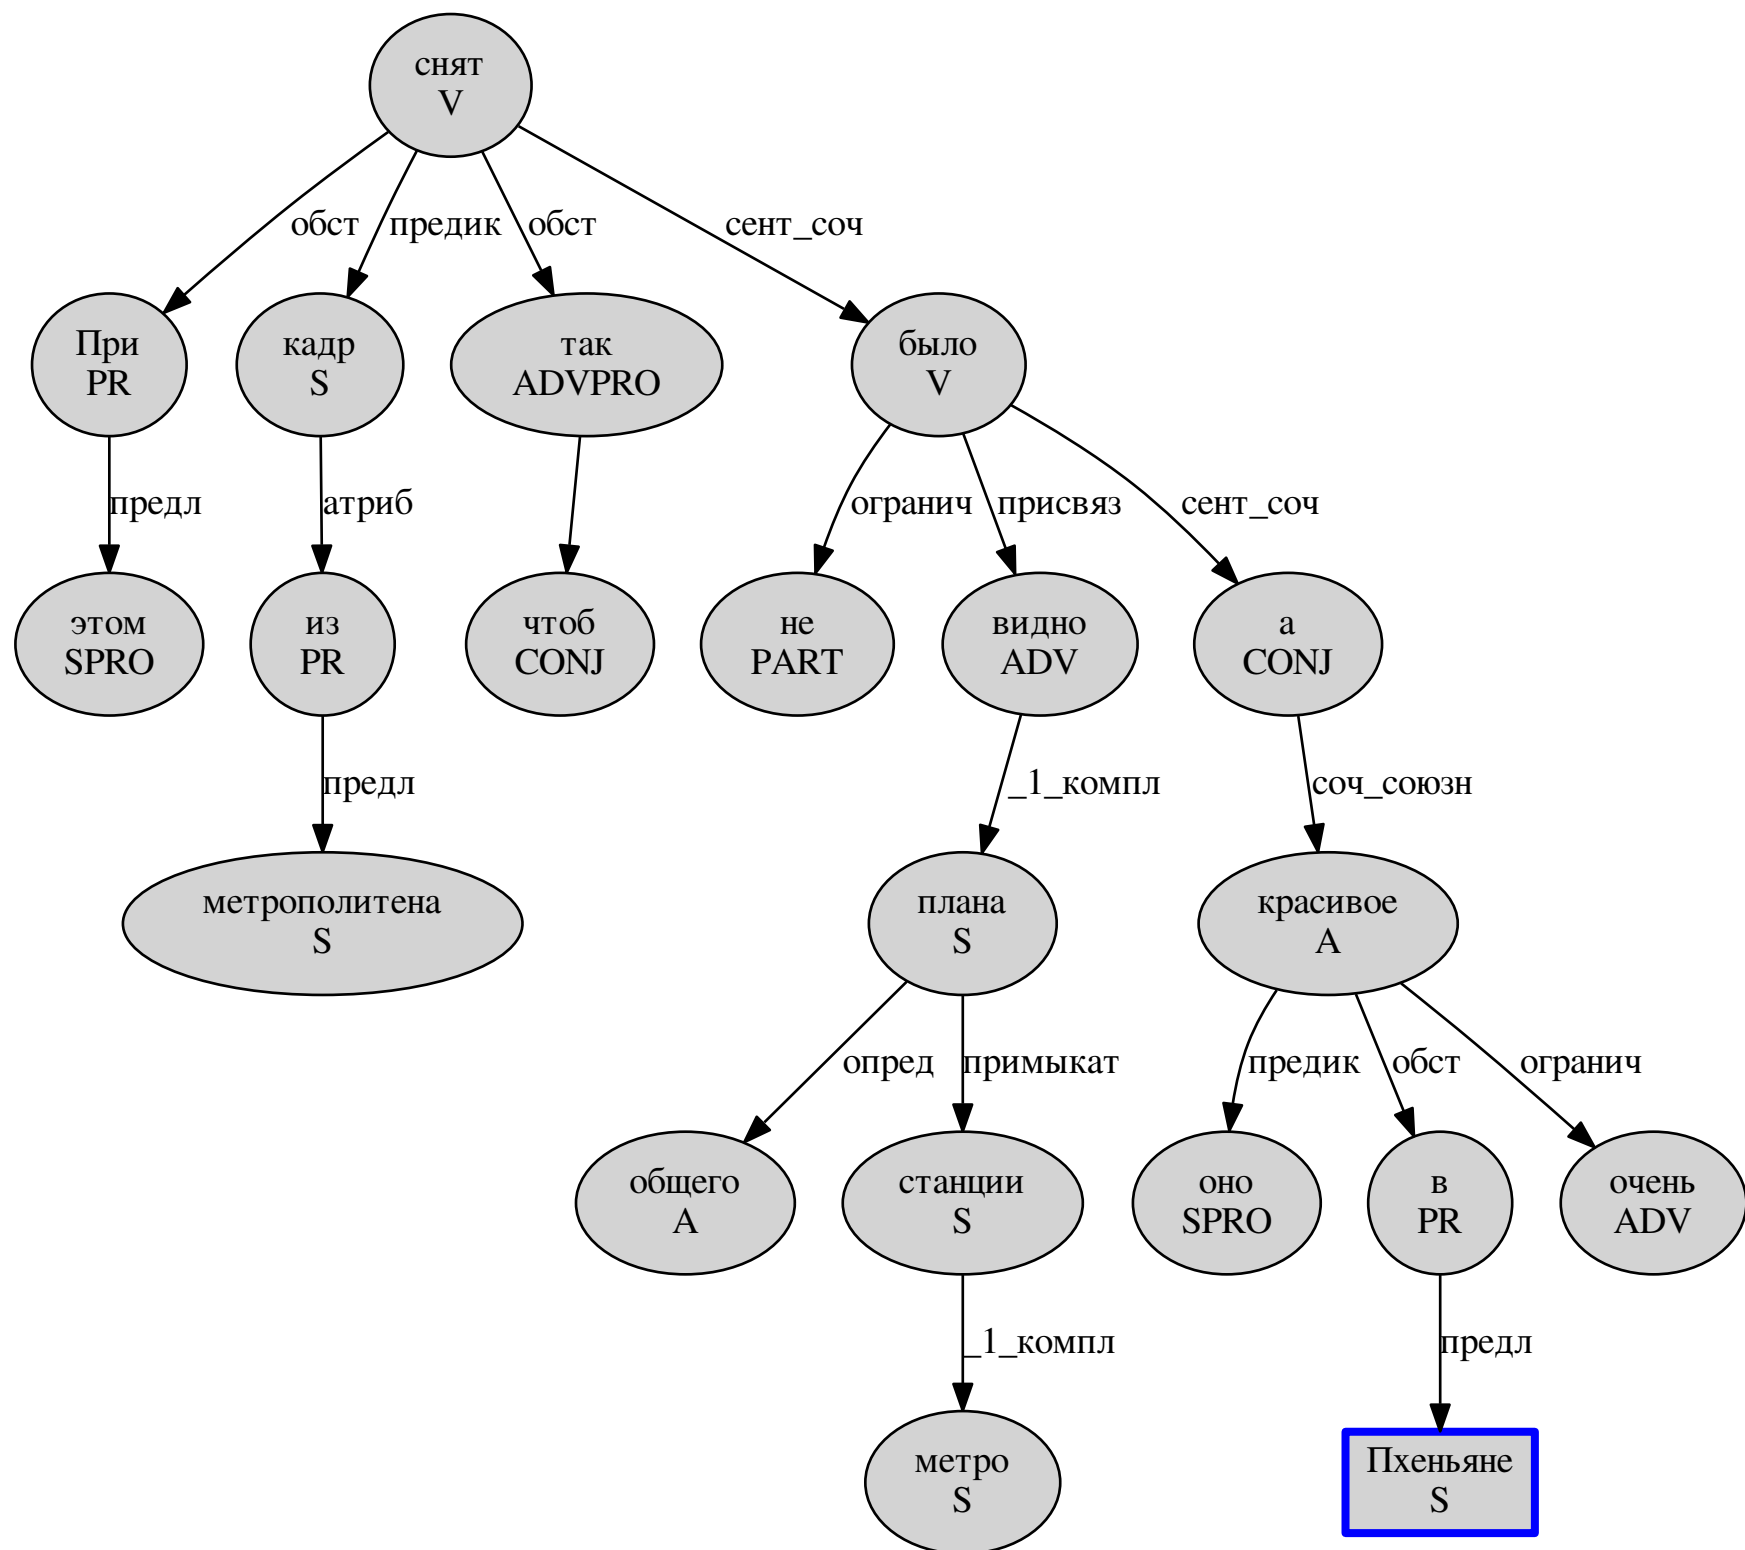 снят
V
обст
предик
обст
сент_соч
При
PR
кадр
S
так
ADVPRO
было
V
предл
атриб
огранич
присвяз
сент_соч
этом
SPRO
из
PR
чтоб
CONJ
не
PART
видно
ADV
а
CONJ
предл
_1_компл
соч_союзн
метрополитена
S
плана
S
красивое
A
опред
примыкат
предик
обст
огранич
общего
A
станции
S
оно
SPRO
в
PR
очень
ADV
_1_компл
предл
метро
S
Пхеньяне
S